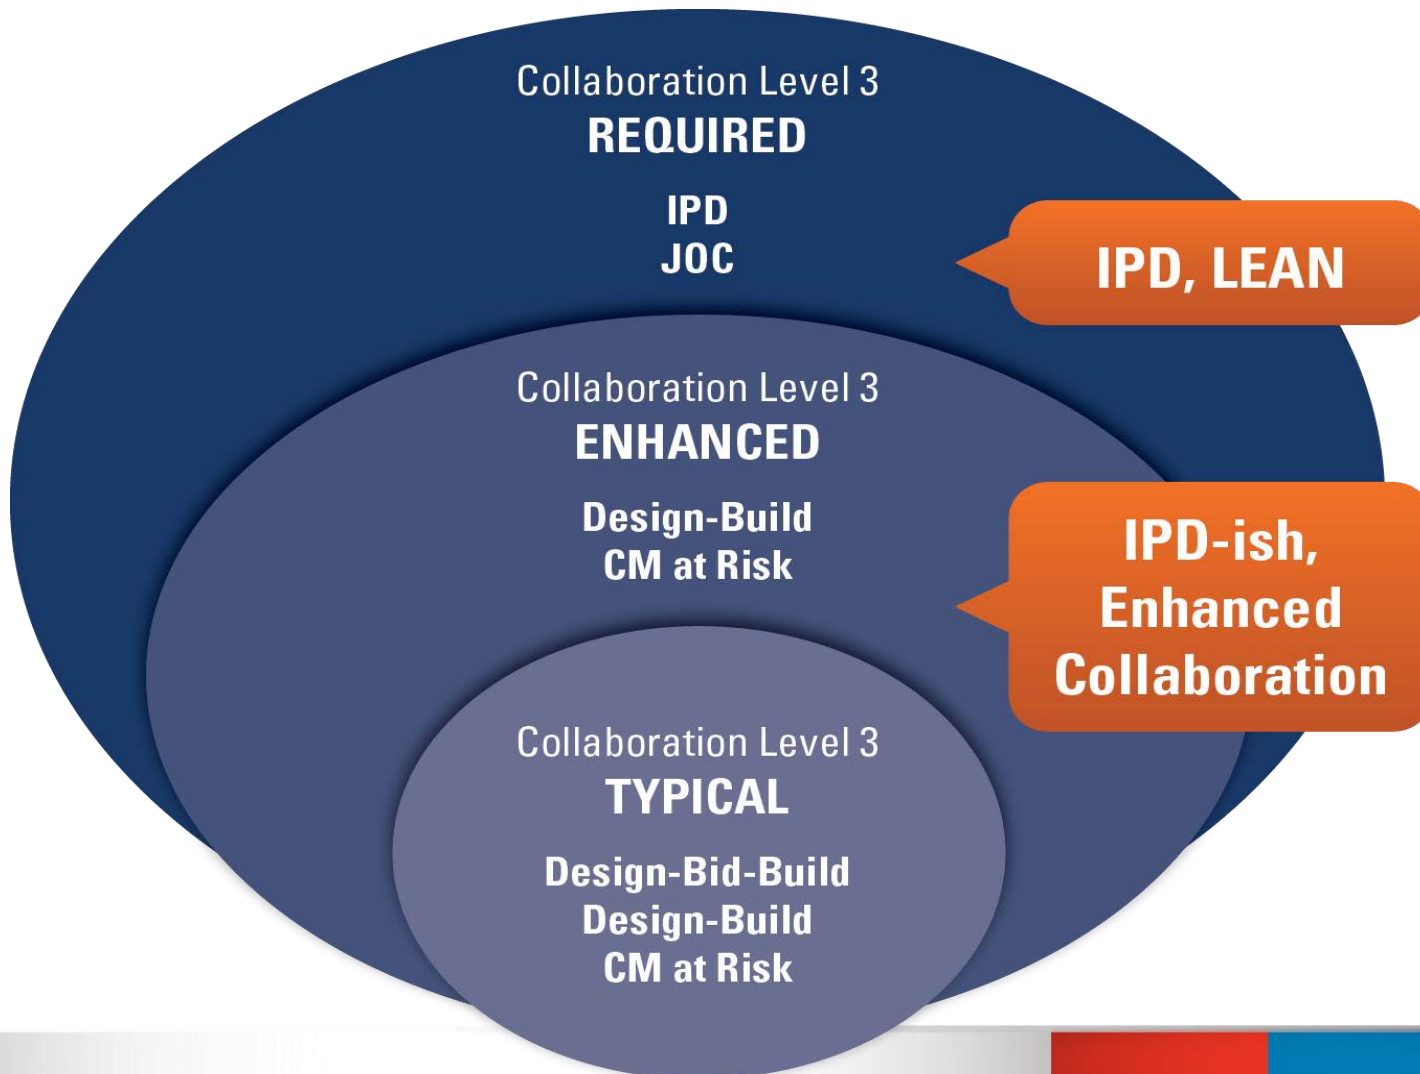 Collaboration Level 3
REQUIRED
IPD
JOC
IPD, LEAN
Collaboration Level 3
ENHANCED
Design-Build
CM at Risk
IPD-ish,
Enhanced
Collaboration
Collaboration Level 3
TYPICAL
Design-Bid-Build
Design-Build
CM at Risk